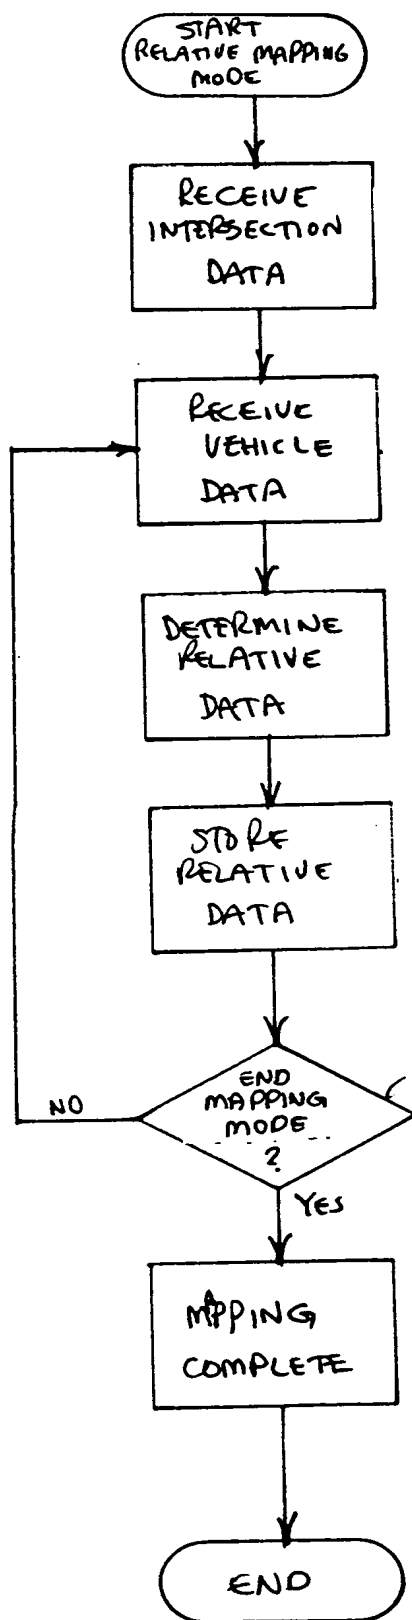 START
RELATIVE MAPPING
MODE
RECEIVE
INTERSECTION
DATA
RECEIVE
VEHICLE
DATA
DETERMINE
RELATIVE
DATA
STORE
RELATIVE
DATA
END
MAPPING
MODE
?
NO
YES
MAPPING
COMPLETE
END